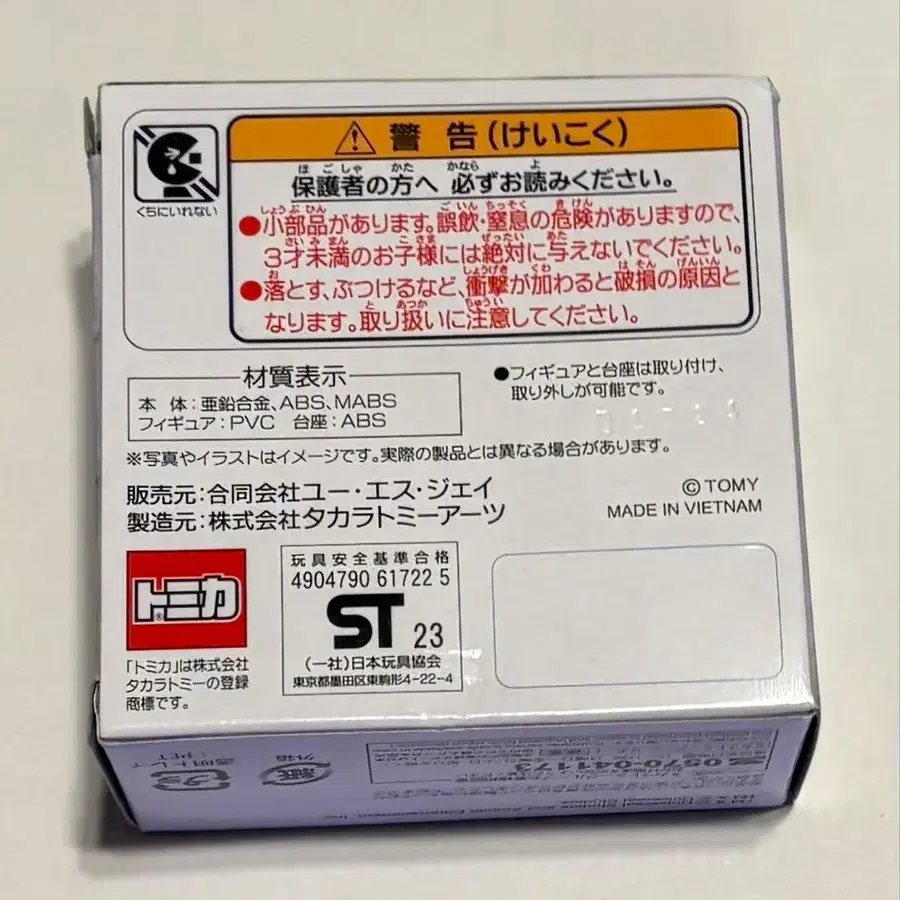 くちにいれない
警告(けいこく)
保護者の方へ 必ずお読みください。
●小部品があります。誤飲・窒息の危険がありますので、
3才未満のお子様には絶対に与えないでください。
●落とす、ぶつけるなど、衝撃が加わると破損の原因と
なります。取り扱いに注意してください。
材質表示
本 体:亜鉛合金、ABS、MABS
フィギュア:PVC 台座:ABS
●フィギュアと台座は取り付け、
取り外しが可能です。
※写真やイラストはイメージです。実際の製品とは異なる場合があります。
販売元:合同会社ユー・エス・ジェイ
製造元:株式会社タカラトミーアーツ
© TOMY
MADE IN VIETNAM
トミカ®
「トミカ」は株式会社
タカラトミーの登録
商標です。
玩具安全基準合格
4904790 61722 5
ST 23
(一社)日本玩具協会
東京都墨田区東駒形4-22-4
透明トレイ
:PET
プラ
外箱
紙
0570-041173